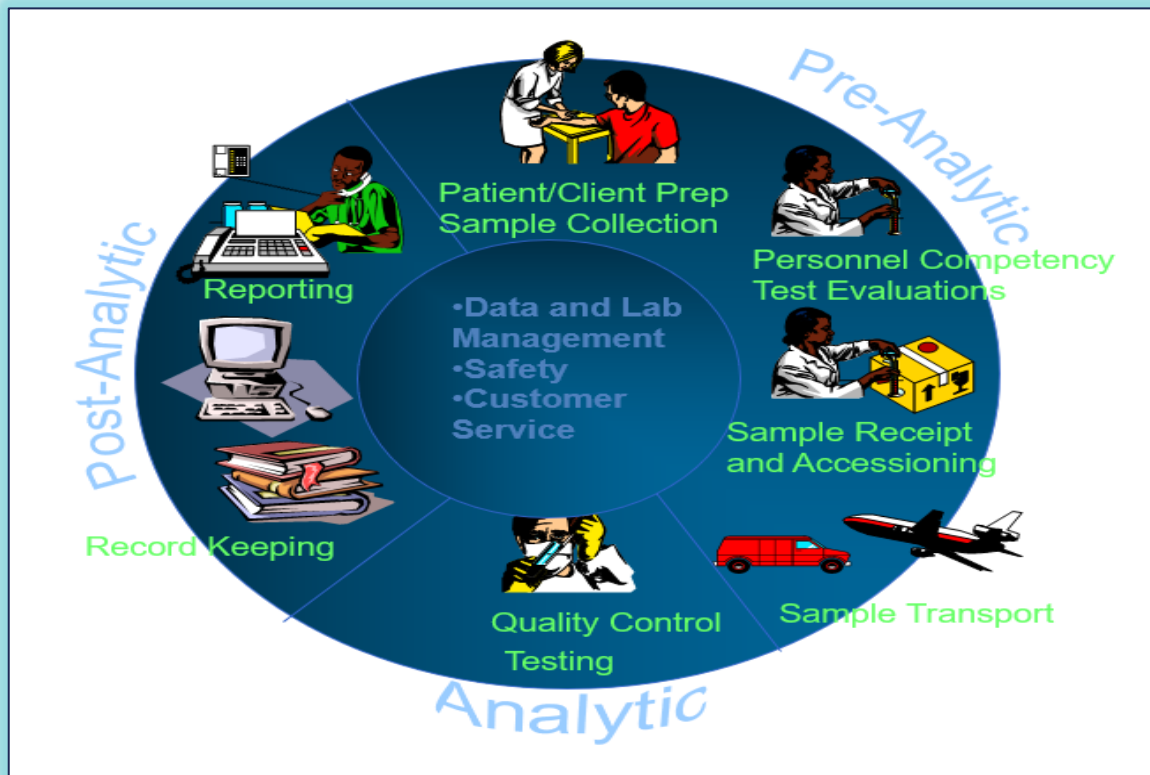 Pre-Analytic
Patient/Client Prep
Sample Collection
Personnel Competency
Test Evaluations
Sample Receipt
and Accessioning
Sample Transport
Analytic
Quality Control
Testing
Post-Analytic
Reporting
Record Keeping
•Data and Lab
Management
•Safety
•Customer
Service